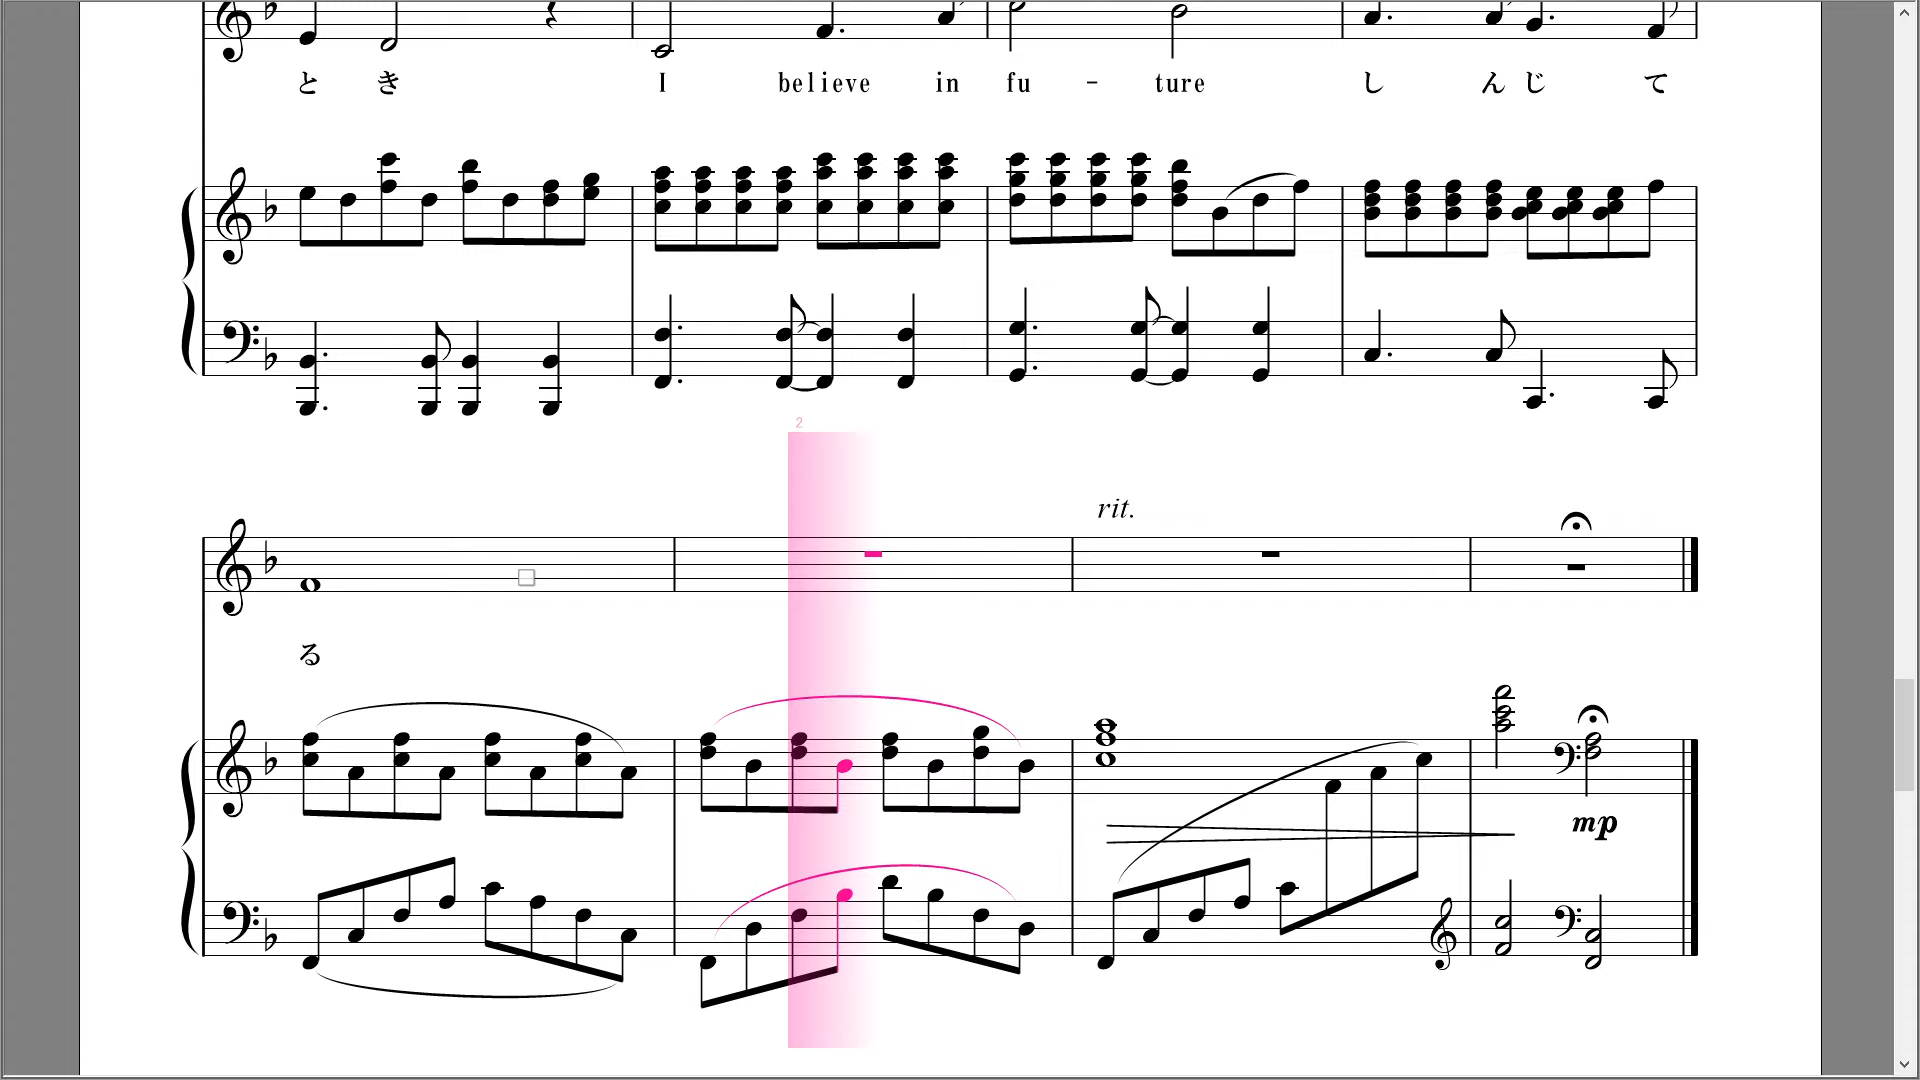 と き I believe in fu - ture し ん じ て
2
rit.
る
mp